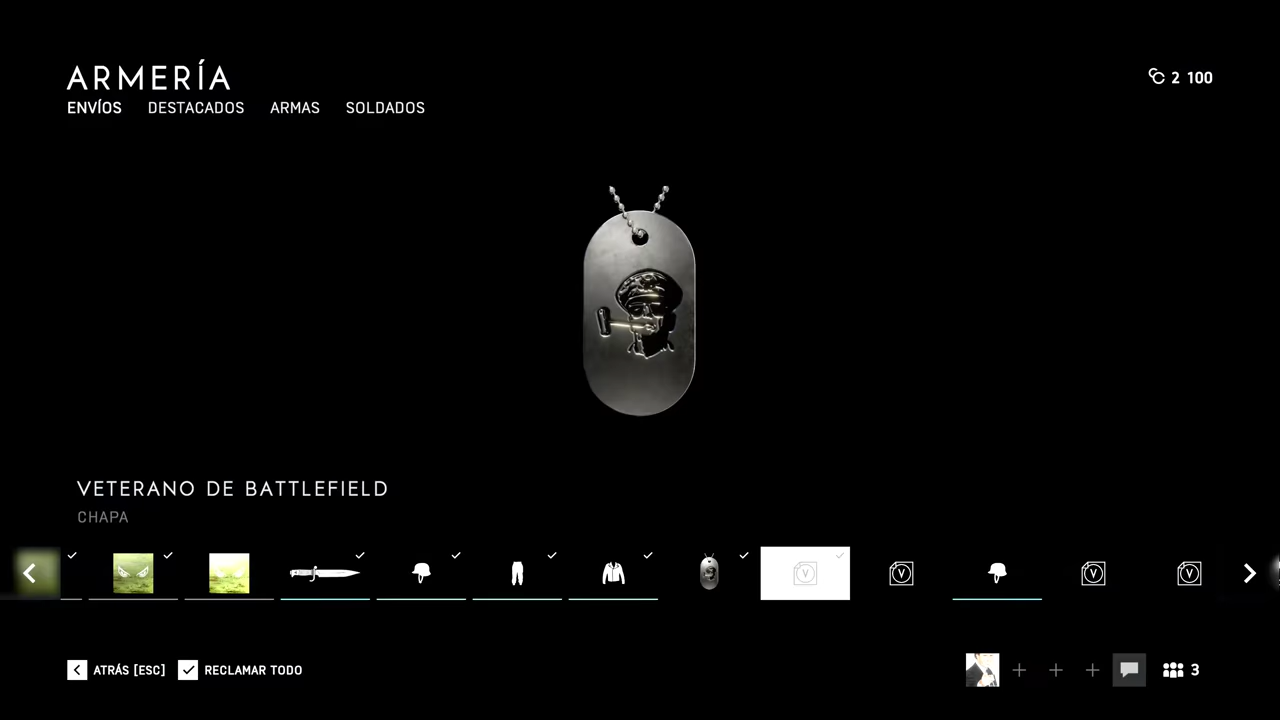 ARMERÍA
2 100
ENVÍOS DESTACADOS ARMAS SOLDADOS
VETERANO DE BATTLEFIELD
CHAPA
V V V V
ATRÁS [ESC] RECLAMAR TODO
3